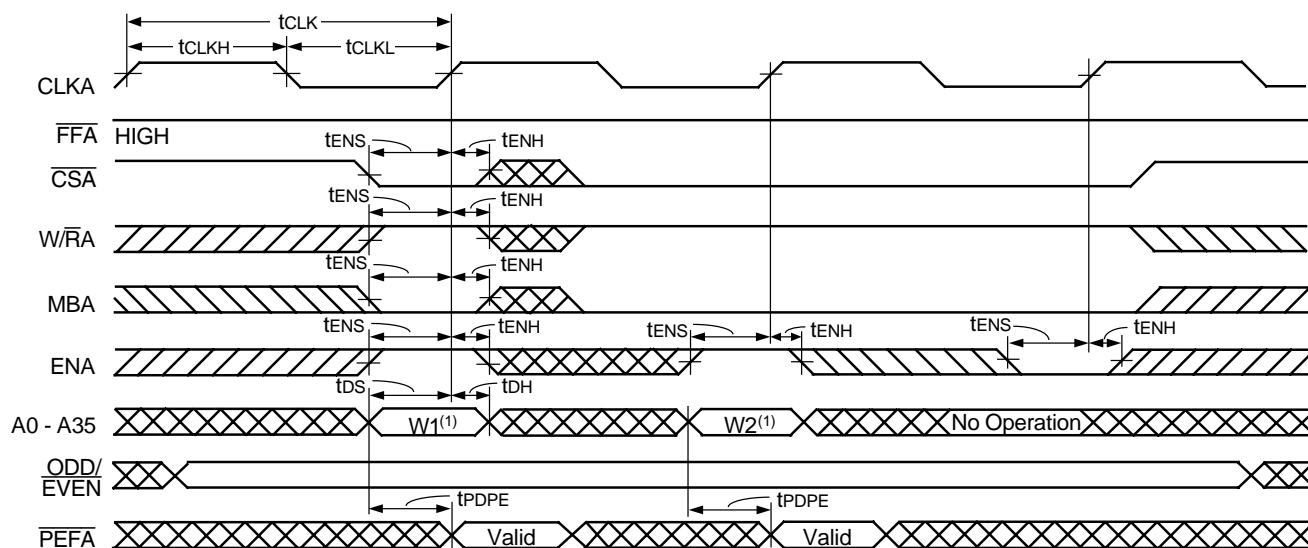 tCLK
tCLKH tCLKL
CLKA
FFA HIGH
tENS tENH
CSA
tENS tENH
W/RA
tENS tENH
MBA
tENS tENH tENS tENH tENS tENH
ENA
tDS tDH
A0 - A35 W1(1) W2(1) No Operation
ODD/
EVEN
tPDPE tPDPE
PEFA Valid Valid